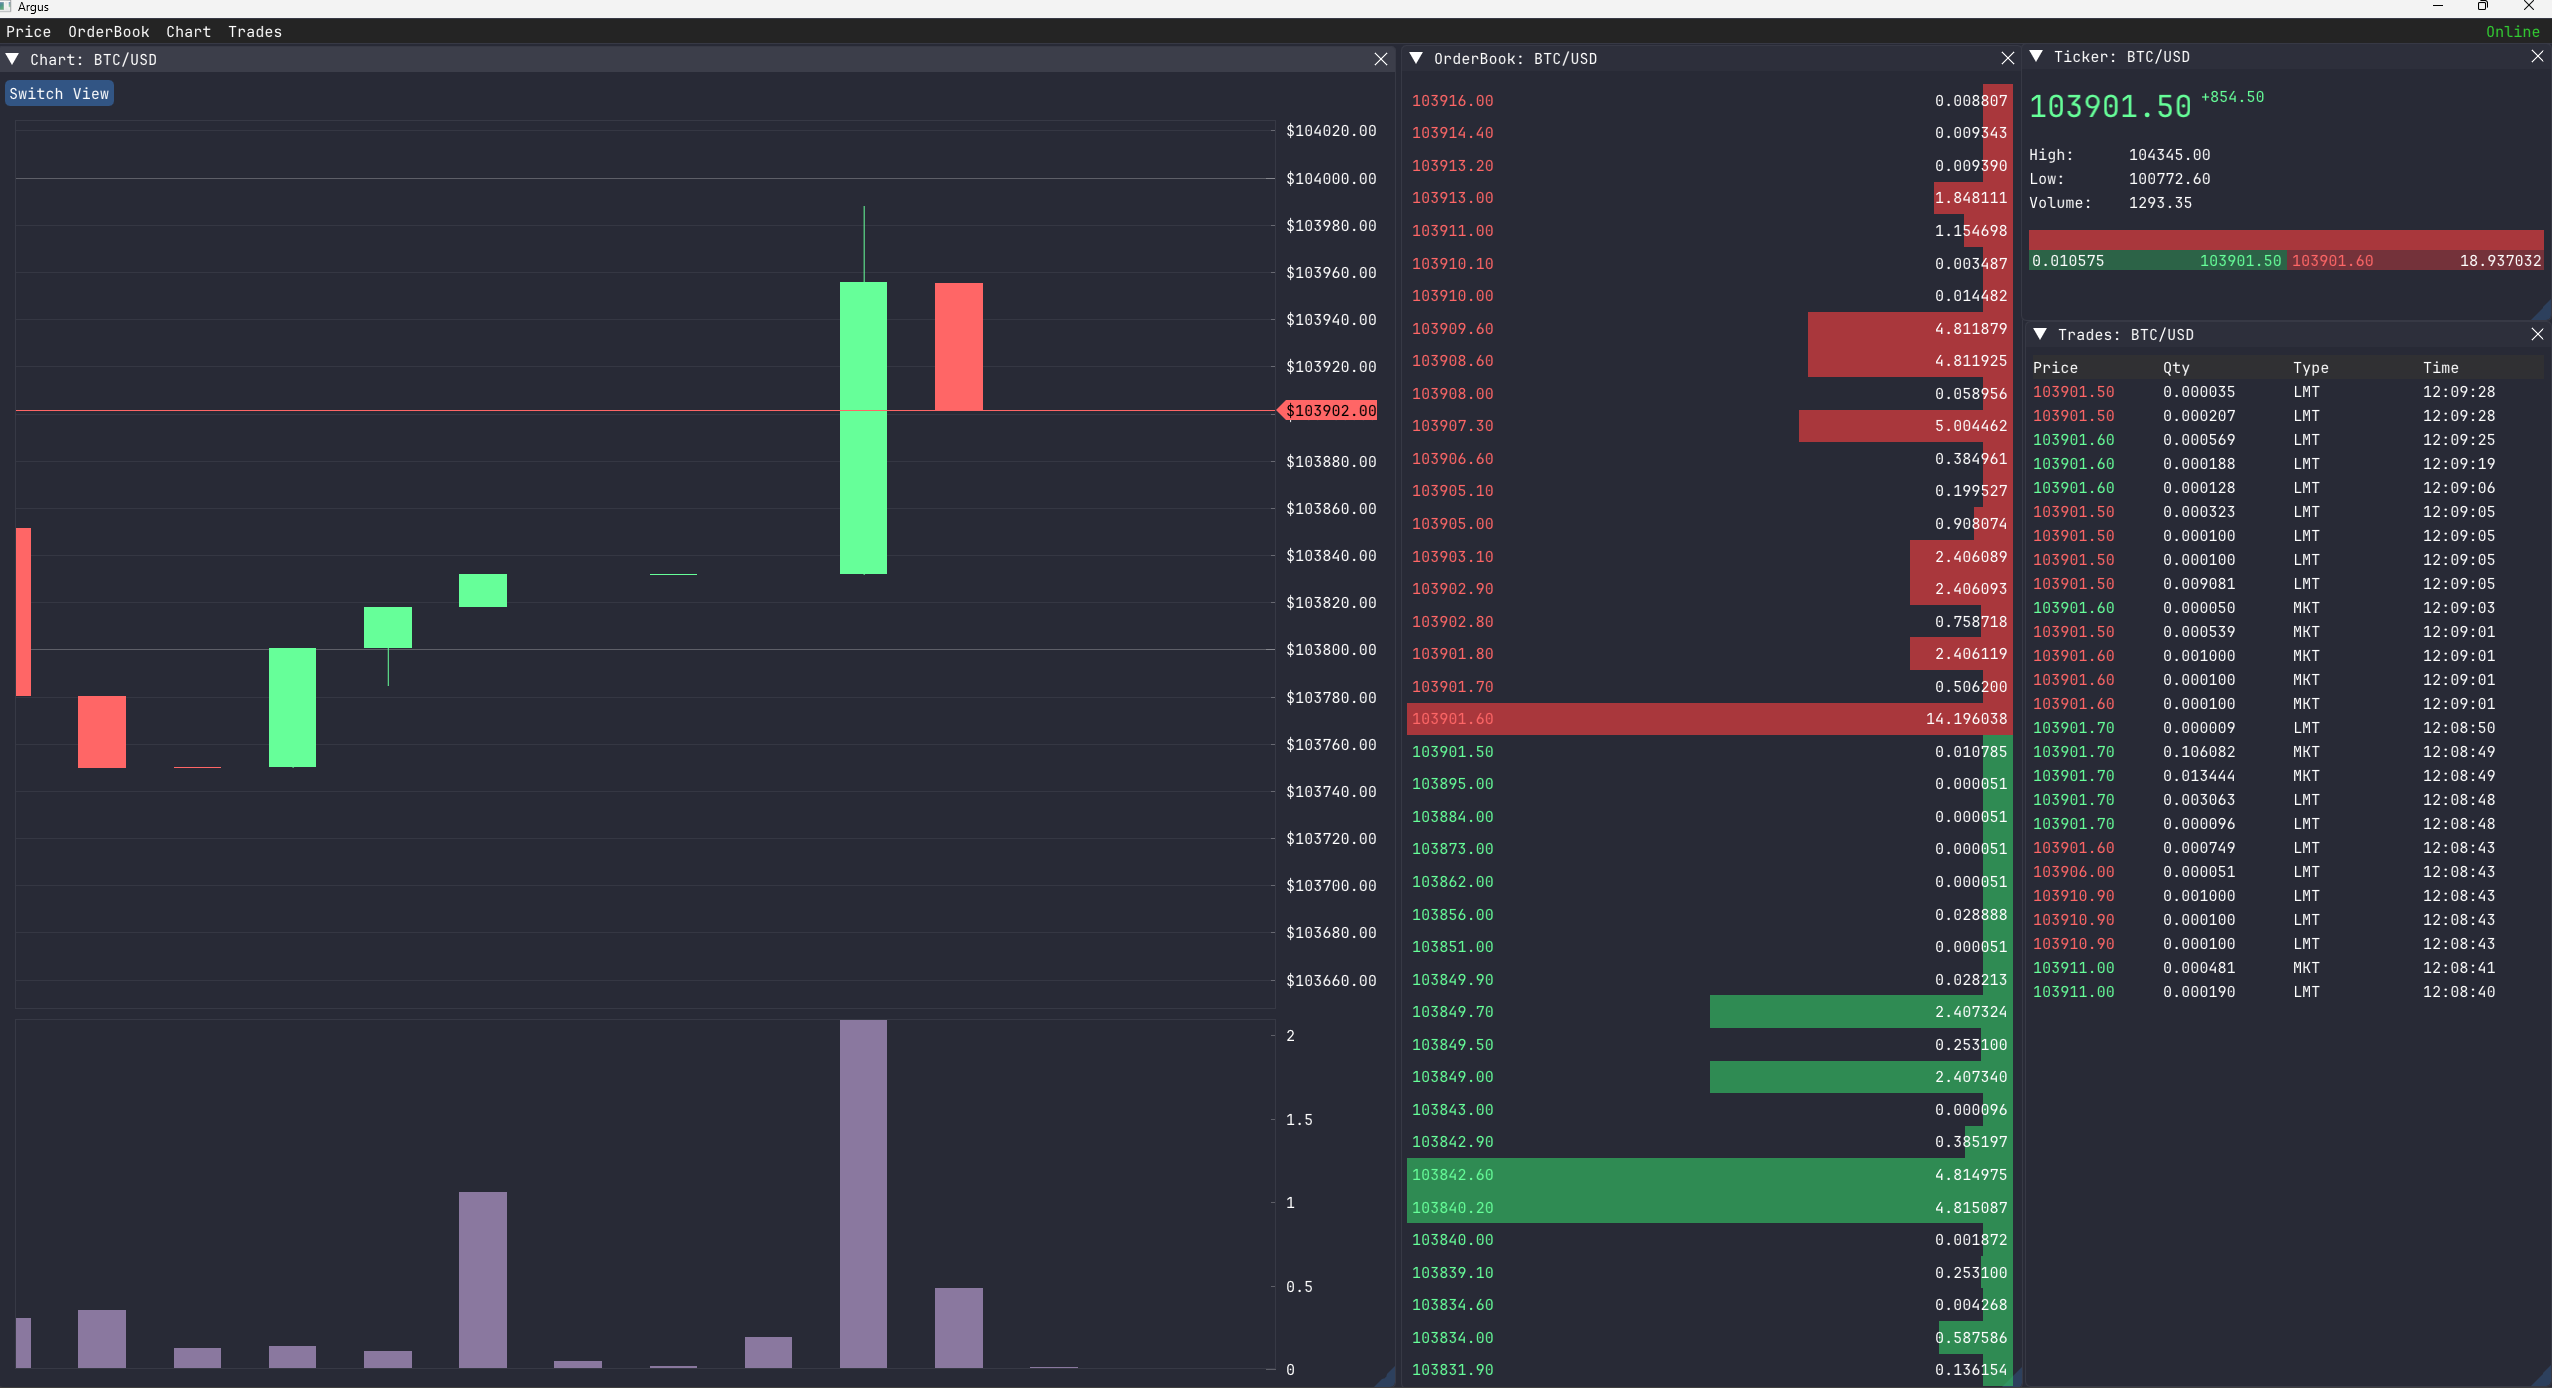 Argus
Price OrderBook Chart Trades Online
Chart: BTC/USD
Switch View
$104020.00
$104000.00
$103980.00
$103960.00
$103940.00
$103920.00
$103902.00
$103880.00
$103860.00
$103840.00
$103820.00
$103800.00
$103780.00
$103760.00
$103740.00
$103720.00
$103700.00
$103680.00
$103660.00
2
1.5
1
0.5
0
OrderBook: BTC/USD
103916.00 0.008807
103914.40 0.009343
103913.20 0.009390
103913.00 1.848111
103911.00 1.154698
103910.10 0.003487
103910.00 0.014482
103909.60 4.811879
103908.60 4.811925
103908.00 0.058956
103907.30 5.004462
103906.60 0.384961
103905.10 0.199527
103905.00 0.908074
103903.10 2.406089
103902.90 2.406093
103902.80 0.758718
103901.80 2.406119
103901.70 0.506200
103901.60 14.196038
103901.50 0.010785
103895.00 0.000051
103884.00 0.000051
103873.00 0.000051
103862.00 0.000051
103856.00 0.028888
103851.00 0.000051
103849.90 0.028213
103849.70 2.407324
103849.50 0.253100
103849.00 2.407340
103843.00 0.000096
103842.90 0.385197
103842.60 4.814975
103840.20 4.815087
103840.00 0.001872
103839.10 0.253100
103834.60 0.004268
103834.00 0.587586
103831.90 0.136154
Ticker: BTC/USD
103901.50 +854.50
High: 104345.00
Low: 100772.60
Volume: 1293.35
0.010575 103901.50 103901.60 18.937032
Trades: BTC/USD
Price Qty Type Time
103901.50 0.000035 LMT 12:09:28
103901.50 0.000207 LMT 12:09:28
103901.60 0.000569 LMT 12:09:25
103901.60 0.000188 LMT 12:09:19
103901.60 0.000128 LMT 12:09:06
103901.50 0.000323 LMT 12:09:05
103901.50 0.000100 LMT 12:09:05
103901.50 0.000100 LMT 12:09:05
103901.50 0.009081 LMT 12:09:05
103901.60 0.000050 MKT 12:09:03
103901.50 0.000539 MKT 12:09:01
103901.60 0.001000 MKT 12:09:01
103901.60 0.000100 MKT 12:09:01
103901.60 0.000100 MKT 12:09:01
103901.70 0.000009 LMT 12:08:50
103901.70 0.106082 MKT 12:08:49
103901.70 0.013444 MKT 12:08:49
103901.70 0.003063 LMT 12:08:48
103901.70 0.000096 LMT 12:08:48
103901.60 0.000749 LMT 12:08:43
103906.00 0.000051 LMT 12:08:43
103910.90 0.001000 LMT 12:08:43
103910.90 0.000100 LMT 12:08:43
103910.90 0.000100 LMT 12:08:43
103911.00 0.000481 MKT 12:08:41
103911.00 0.000190 LMT 12:08:40